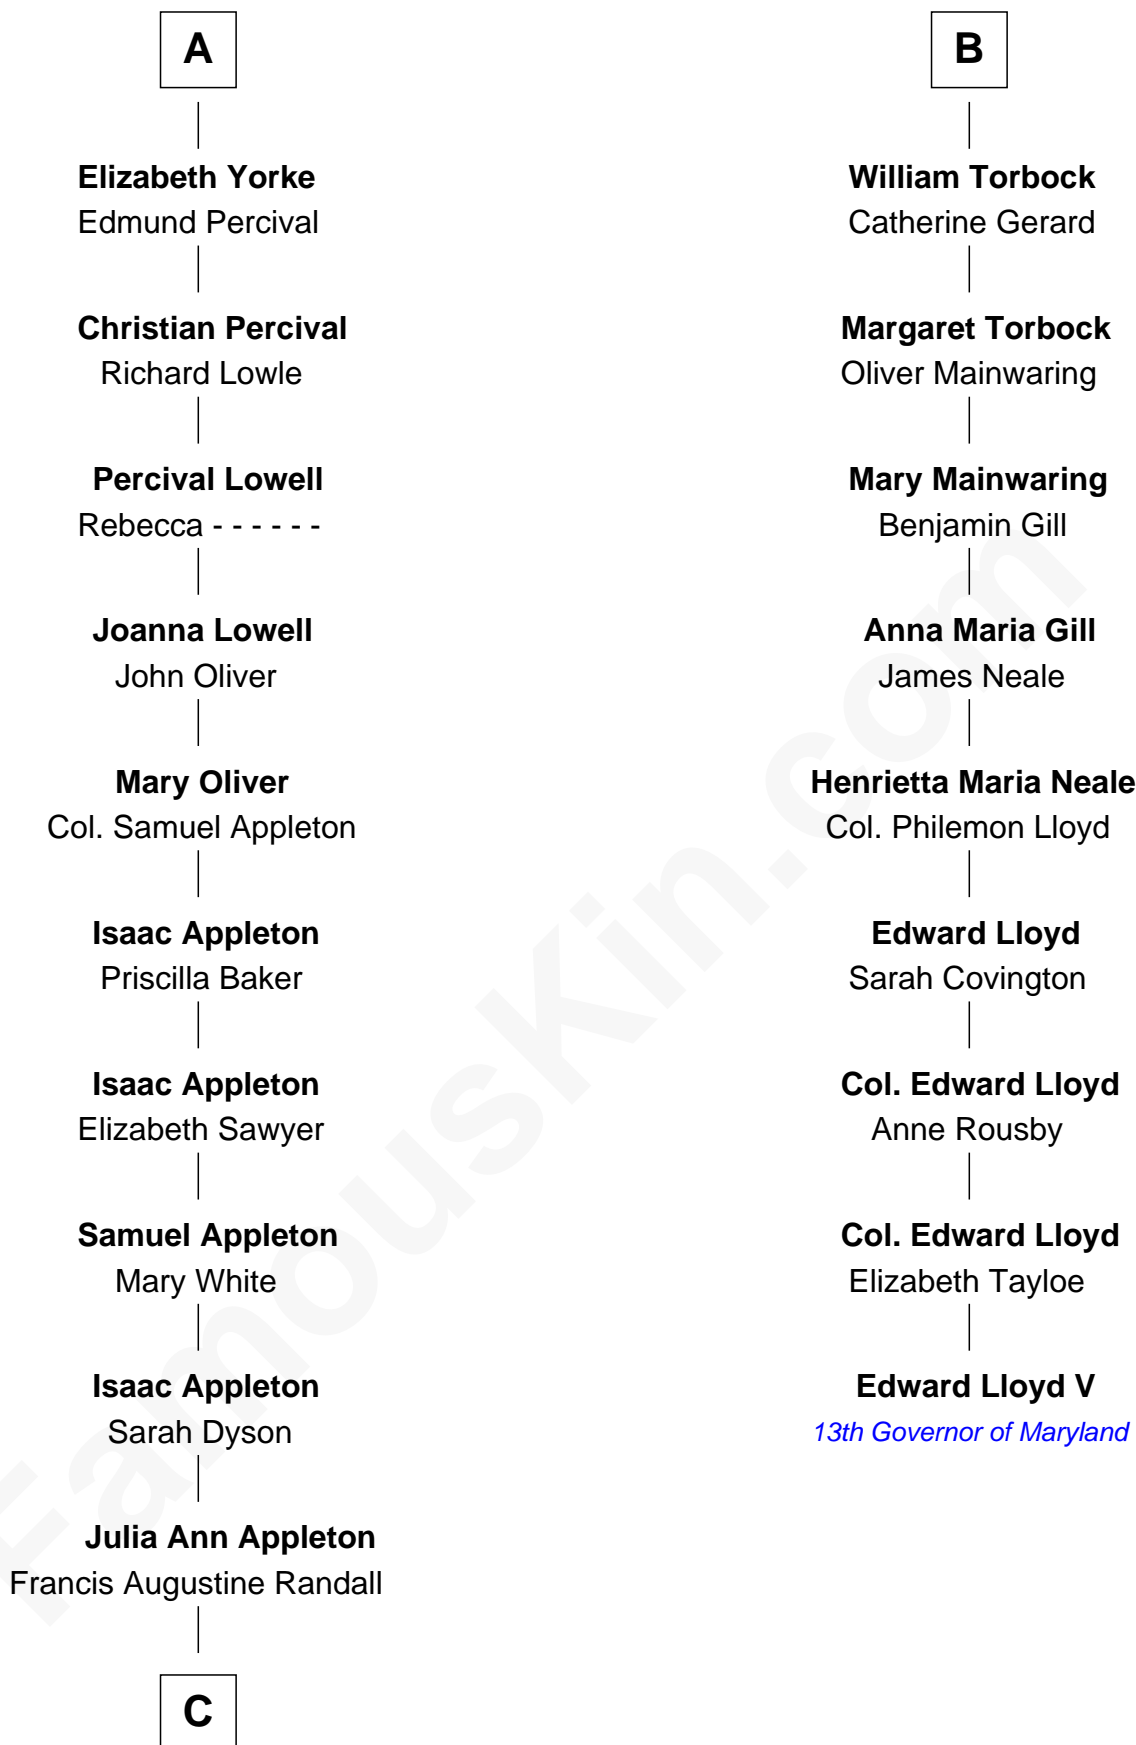 A
Elizabeth Yorke
Edmund Percival
Christian Percival
Richard Lowle
Percival Lowell
Rebecca - - - - - -
Joanna Lowell
John Oliver
Mary Oliver
Col. Samuel Appleton
Isaac Appleton
Priscilla Baker
Isaac Appleton
Elizabeth Sawyer
Samuel Appleton
Mary White
Isaac Appleton
Sarah Dyson
Julia Ann Appleton
Francis Augustine Randall
C
B
William Torbock
Catherine Gerard
Margaret Torbock
Oliver Mainwaring
Mary Mainwaring
Benjamin Gill
Anna Maria Gill
James Neale
Henrietta Maria Neale
Col. Philemon Lloyd
Edward Lloyd
Sarah Covington
Col. Edward Lloyd
Anne Rousby
Col. Edward Lloyd
Elizabeth Tayloe
Edward Lloyd V
13th Governor of Maryland
FamousKin.com